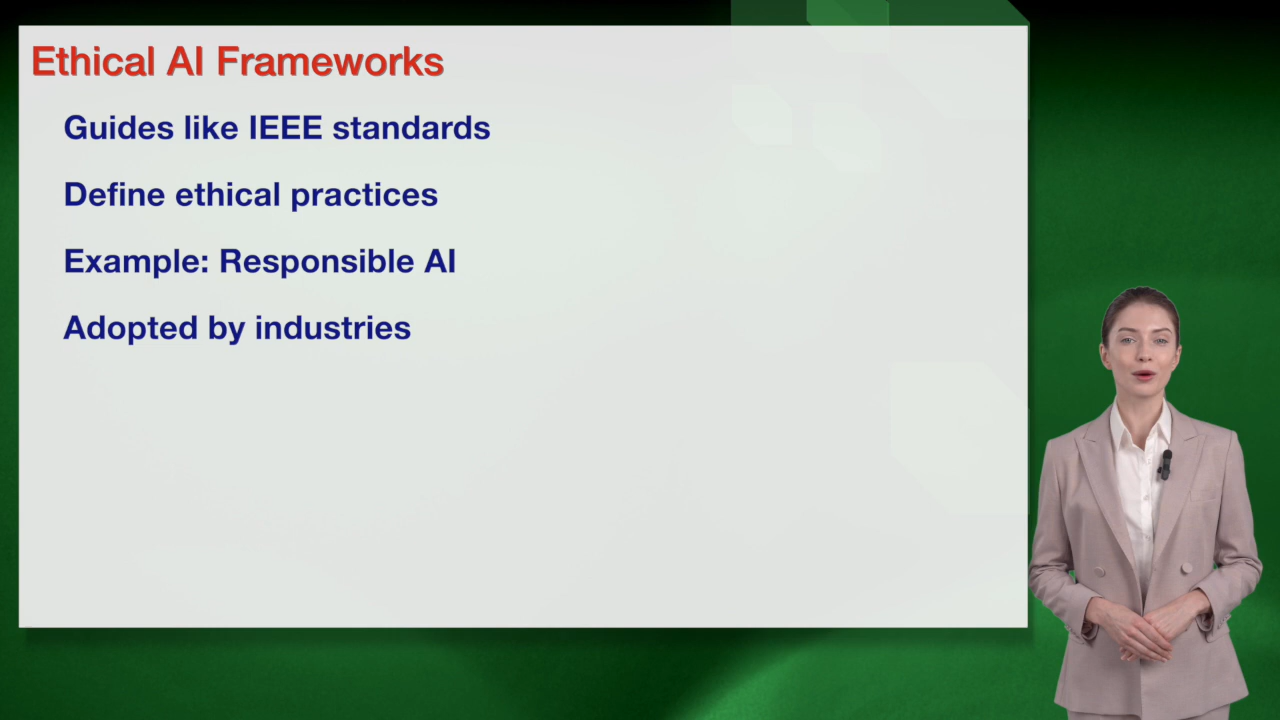 Ethical AI Frameworks
Guides like IEEE standards
Define ethical practices
Example: Responsible AI
Adopted by industries